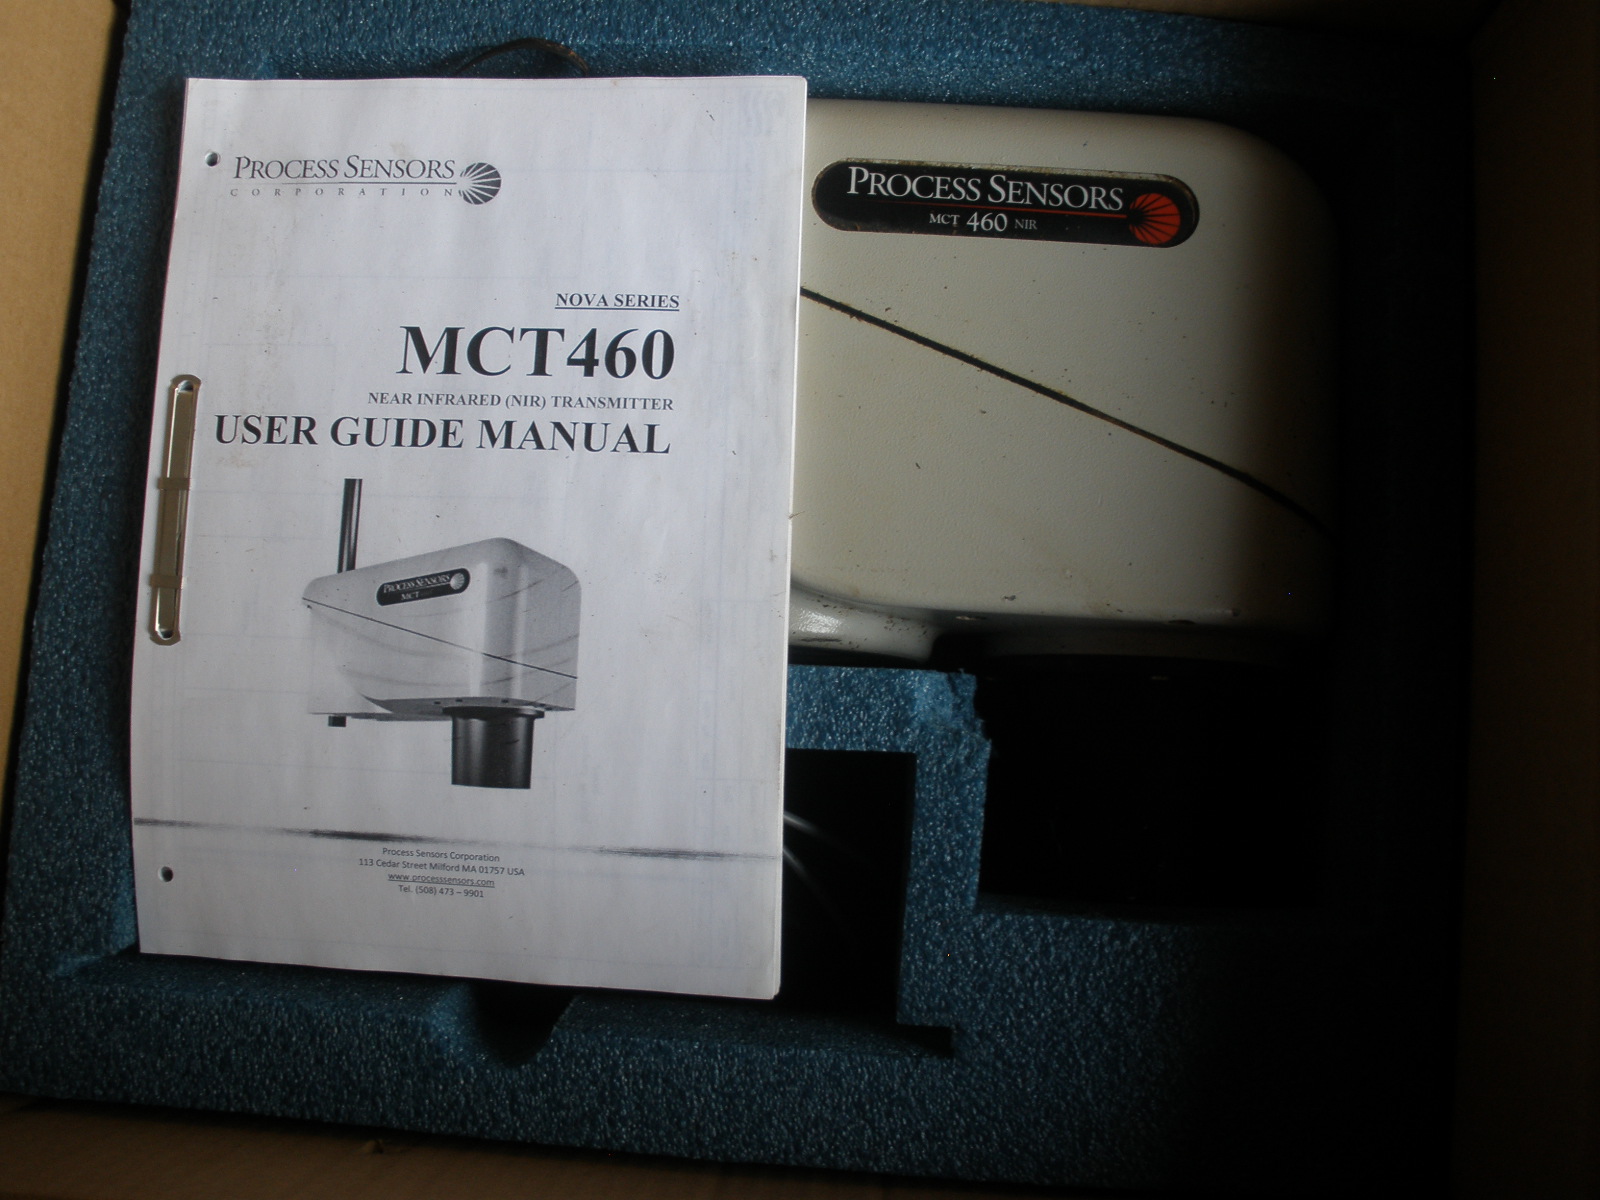 PROCESS SENSORS
CORPORATION
NOVA SERIES
MCT460
NEAR INFRARED (NIR) TRANSMITTER
USER GUIDE MANUAL
PROCESS SENSORS
MCT
Process Sensors Corporation
113 Cedar Street Milford MA 01757 USA
www.processsensors.com
Tel. (508) 473 – 9901
PROCESS SENSORS
MCT 460 NIR